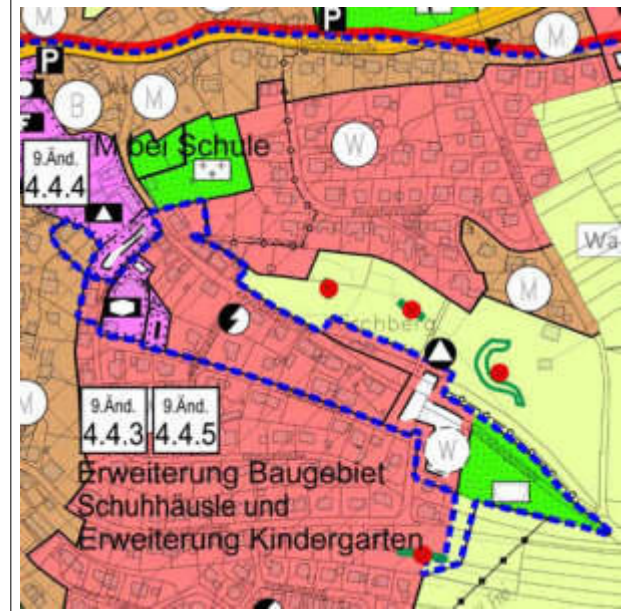 M
P
M
P
M
B
W
M bei Schule
9.Änd.
4.4.4
Wa
M
M
9.Änd.
4.4.3
9.Änd.
4.4.5
W
Erweiterung Baugebiet
Schuhhäusle und
Erweiterung Kindergarten